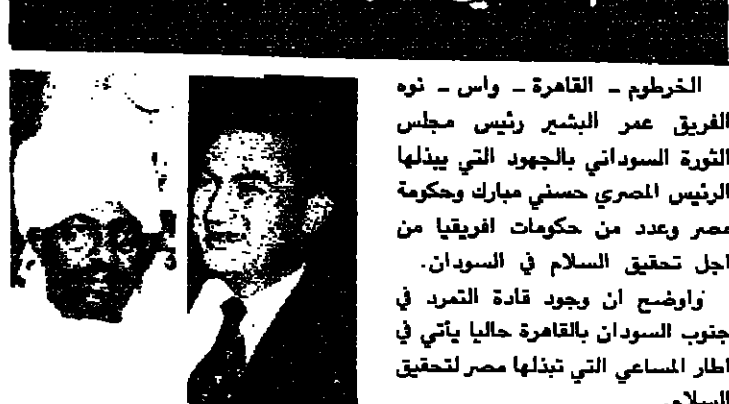 الخرطوم ـ القاهرة ـ واس ـ نوه
الفريق عمر البشير رئيس مجلس
الثورة السوداني بالجهود التي يبذلها
الرئيس المصري حسني مبارك وحكومة
مصر وعدد من حكومات افريقيا من
اجل تحقيق السلام في السودان.
واوضح ان وجود قادة التمرد في
جنوب السودان بالقاهرة حاليا يأتي في
اطار المساعي التي تبذلها مصر لتحقيق
السلام.